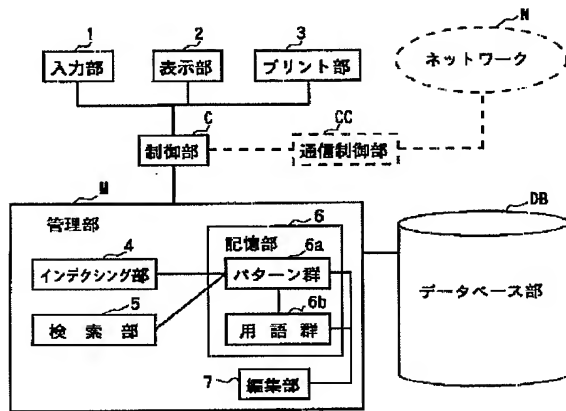 1
2
3
N
入力部
表示部
プリント部
ネットワーク
C
CC
制御部
通信制御部
M
DB
管理部
6
記憶部
4
6a
インデクシング部
パターン群
データベース部
5
6b
検索部
用語群
7
編集部